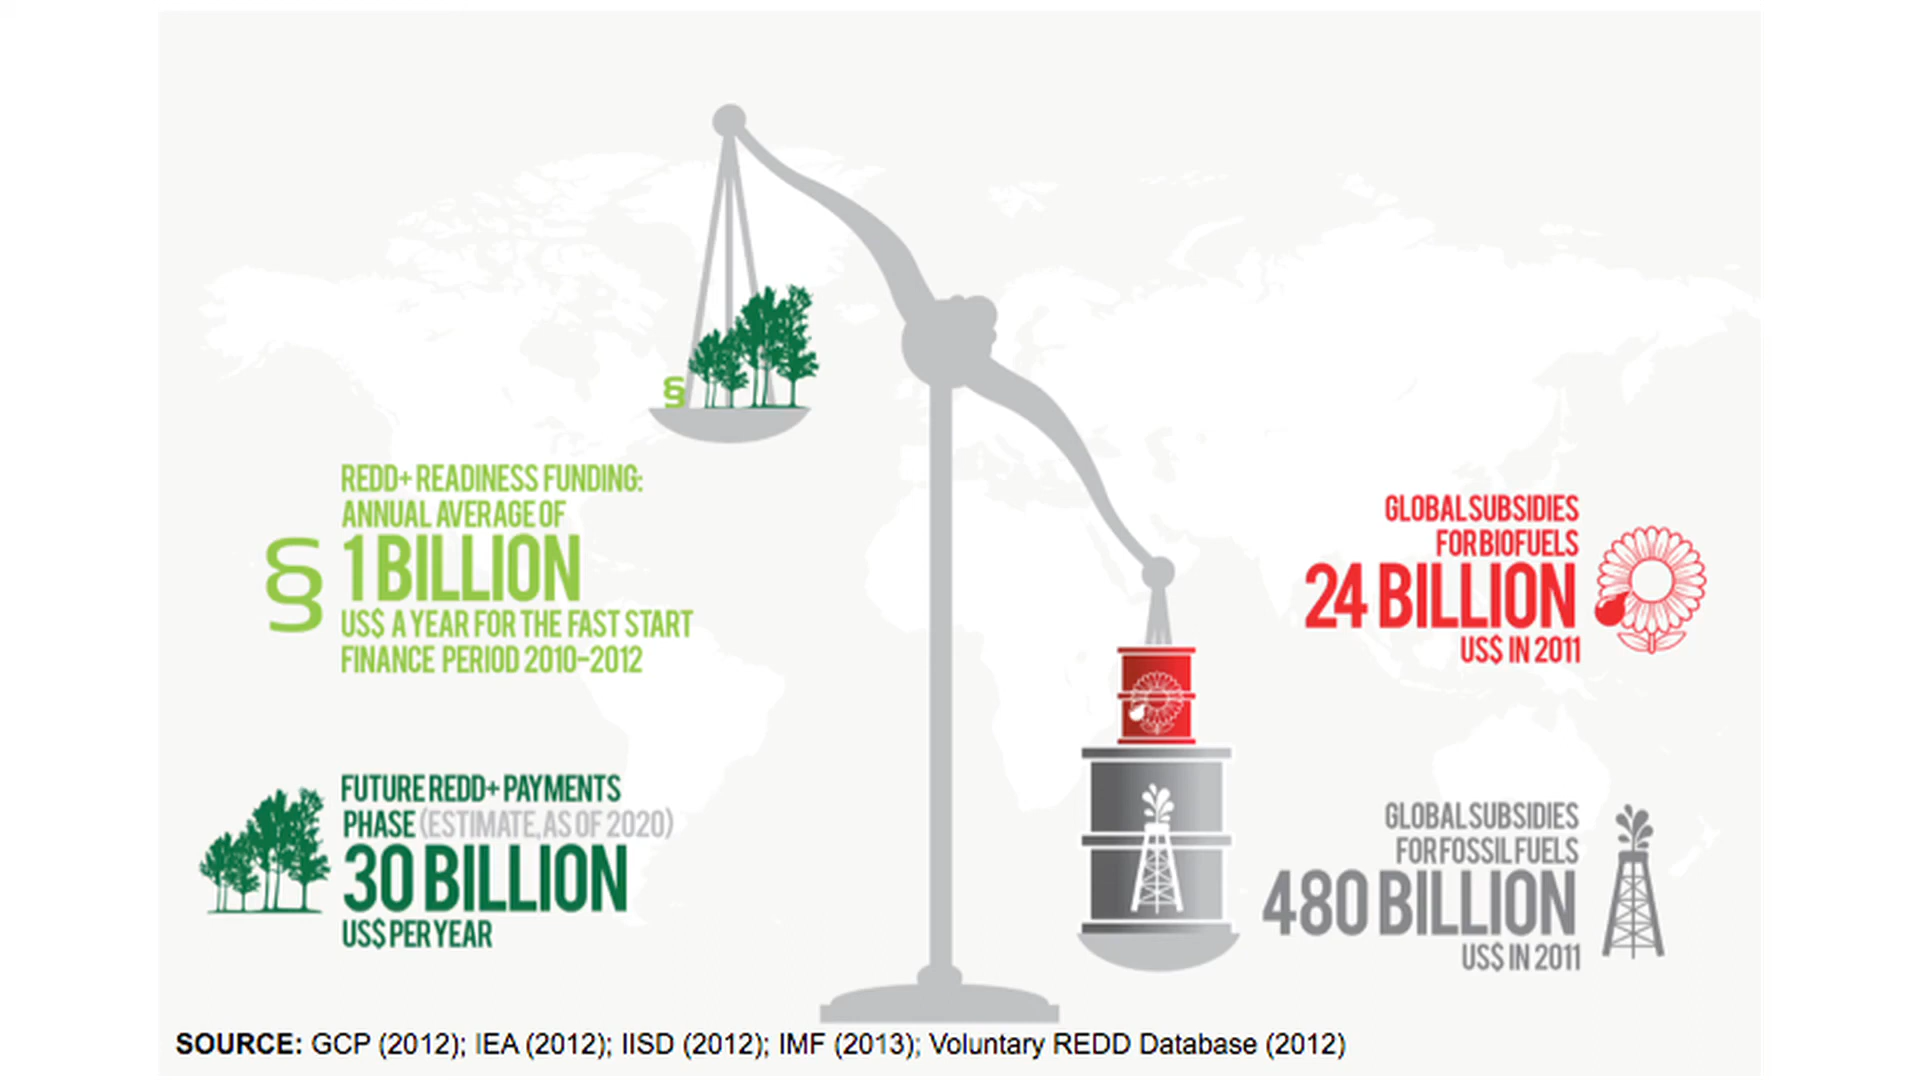 REDD+ READINESS FUNDING:
ANNUAL AVERAGE OF
1 BILLION
US$ A YEAR FOR THE FAST START
FINANCE PERIOD 2010-2012
§
§
FUTURE REDD+ PAYMENTS
PHASE (ESTIMATE, AS OF 2020)
30 BILLION
US$ PER YEAR
GLOBAL SUBSIDIES
FOR BIOFUELS
24 BILLION
US$ IN 2011
GLOBAL SUBSIDIES
FOR FOSSIL FUELS
480 BILLION
US$ IN 2011
SOURCE: GCP (2012); IEA (2012); IISD (2012); IMF (2013); Voluntary REDD Database (2012)